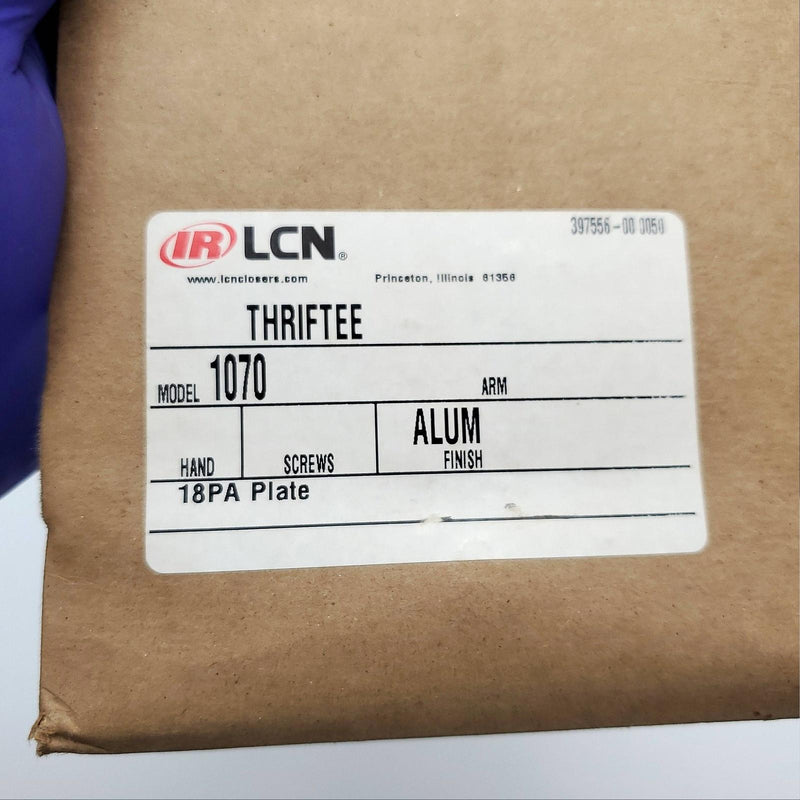 IR LCN®
397556-00 0050
www.lcnclosers.com Princeton, Illinois 61356
THRIFTEE
MODEL 1070 ARM
ALUM
HAND SCREWS FINISH
18PA Plate